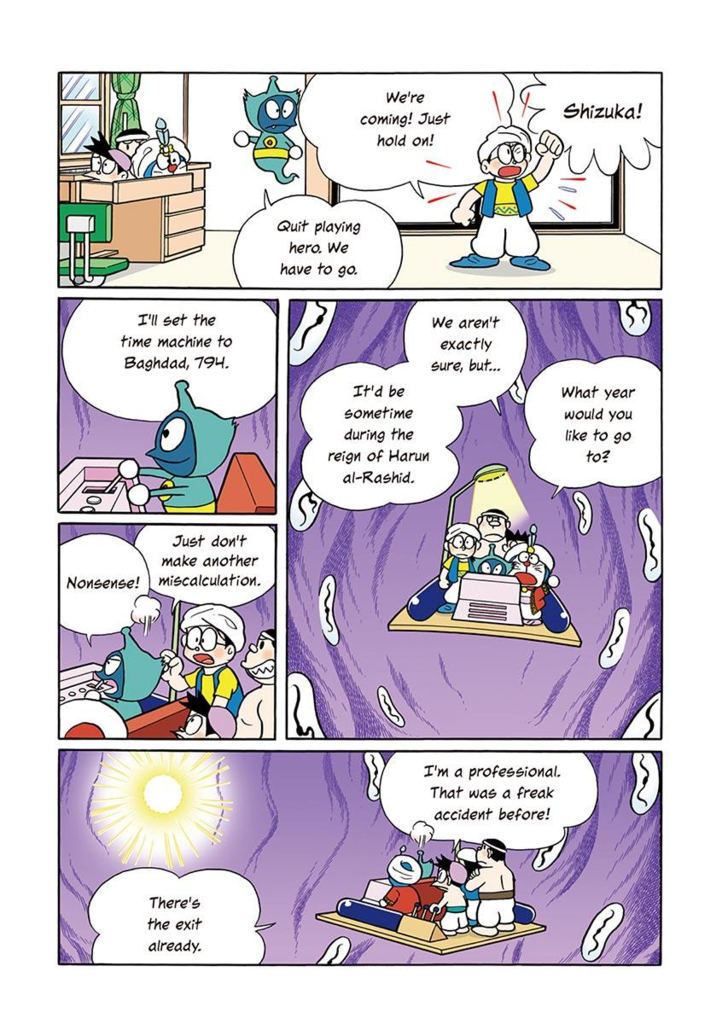 Shizuka!
We're
coming! Just
hold on!
Quit playing
hero. We
have to go.
What year
would you
like to go
to?
We aren't
exactly
sure, but...
It'd be
sometime
during the
reign of Harun
al-Rashid.
I'll set the
time machine to
Baghdad, 794.
Just don't
make another
miscalculation.
Nonsense!
I'm a professional.
That was a freak
accident before!
There's
the exit
already.